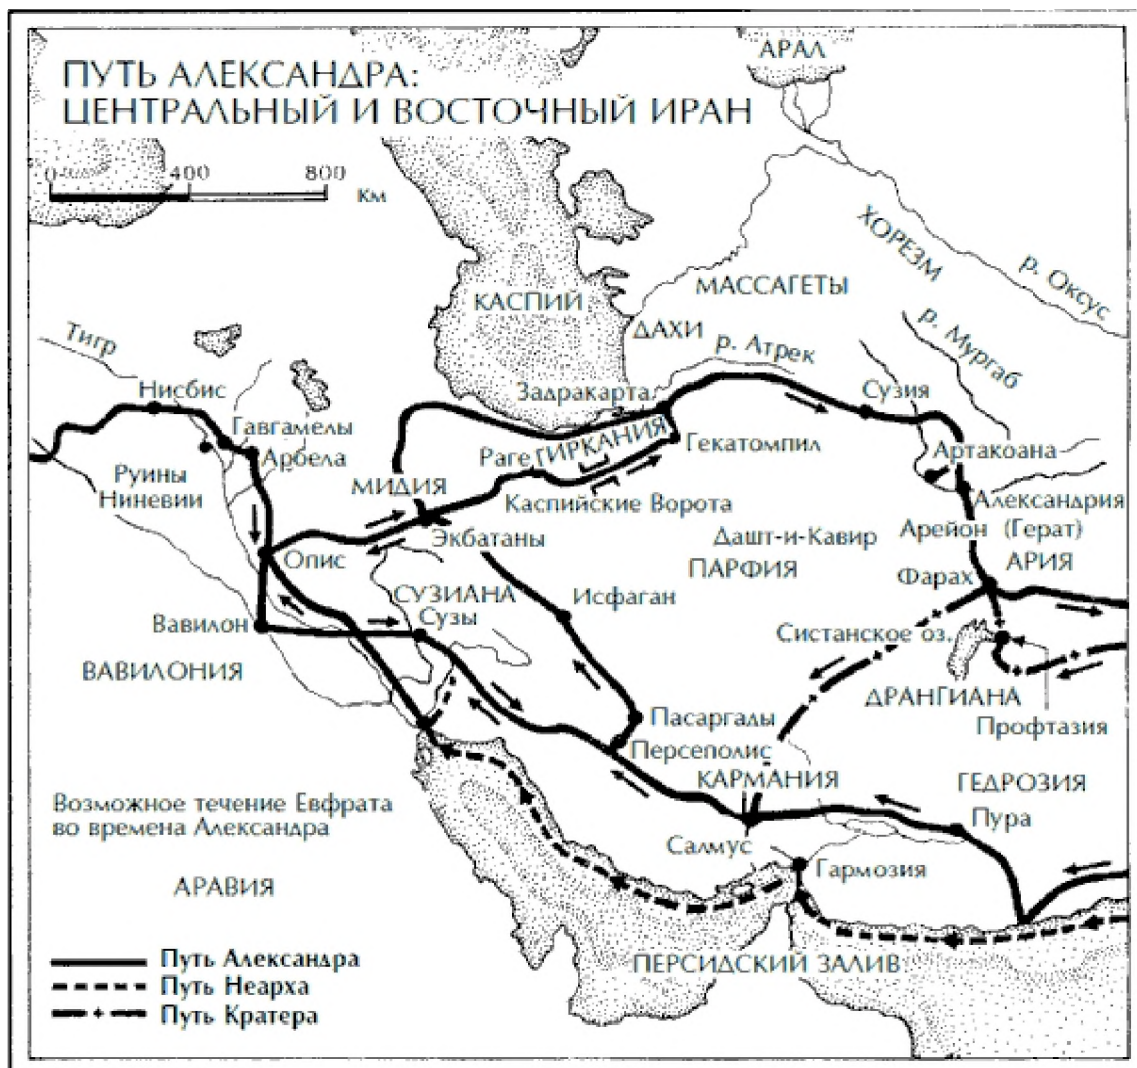 АРАЛ
ПУТЬ АЛЕКСАНДРА:
ЦЕНТРАЛЬНЫЙ И ВОСТОЧНЫЙ ИРАН
0 400 800
Км
ХОРЕЗМ
р. Оксус
МАССАГЕТЫ
КАСПИЙ
ДАХИ
р. Атрек
р. Мургаб
Тигр
Нисбис
Задракарта
Сузия
Гавгамелы
Арбела
ГИРКАНИЯ
Гекатомпил
Раге
Артакоана
Руины
Ниневии
МИДИЯ
Каспийские Ворота
Александрия
Арейон (Герат)
Экбатаны
Дашт-и-Кавир
Опис
ПАРФИЯ
Фарах
АРИЯ
СУЗИАНА
Исфаган
Сузы
Вавилон
Систанское оз.
ВАВИЛОНИЯ
ДРАНГИАНА
Пасаргады
Профтазия
Персеполис
КАРМАНИЯ
ГЕДРОЗИЯ
Возможное течение Евфрата
во времена Александра
Пура
Салмус
Гармозия
АРАВИЯ
ПЕРСИДСКИЙ ЗАЛИВ
Путь Александра
Путь Неарха
Путь Кратера